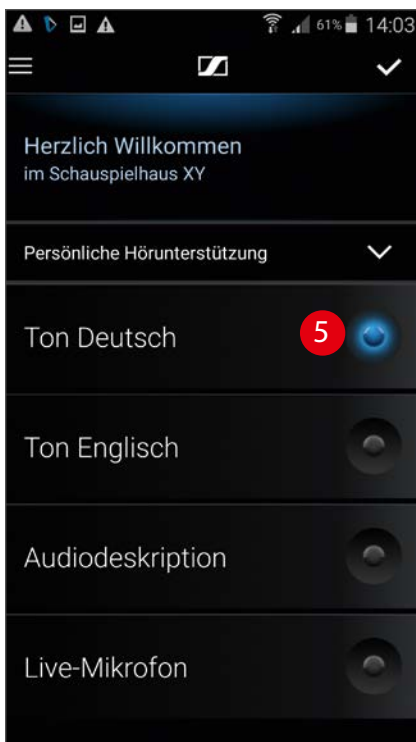 61% 14:03
Herzlich Willkommen
im Schauspielhaus XY
Persönliche Hörunterstützung
Ton Deutsch 5
Ton Englisch
Audiodeskription
Live-Mikrofon